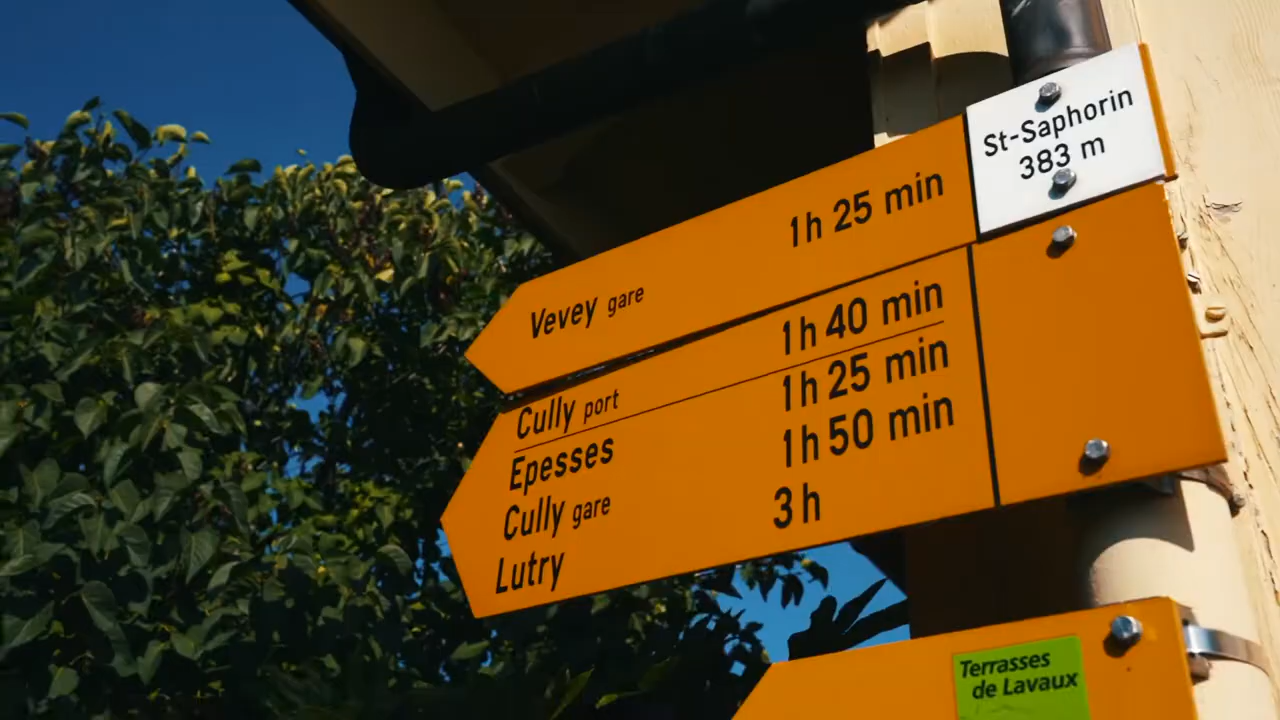 St-Saphorin
383 m
Vevey gare 1h 25 min
Cully port 1h 40 min
Epesses 1h 25 min
Cully gare 1h 50 min
Lutry 3h
Terrasses
de Lavaux